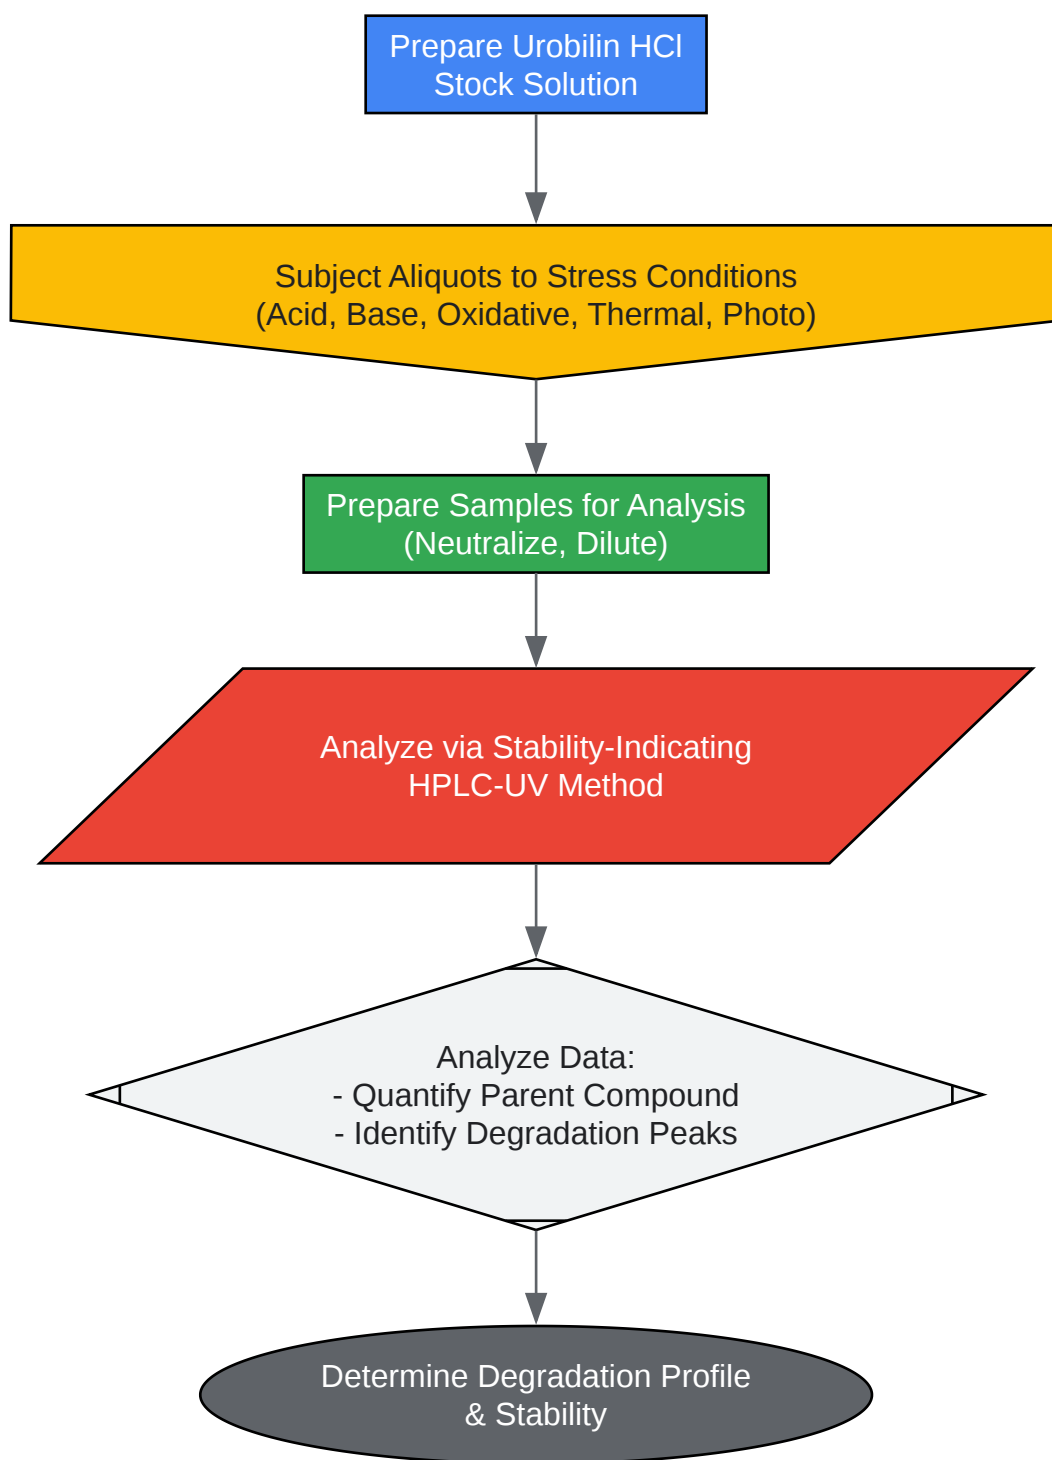 Prepare Urobilin HCl
Stock Solution
Subject Aliquots to Stress Conditions
(Acid, Base, Oxidative, Thermal, Photo)
Prepare Samples for Analysis
(Neutralize, Dilute)
Analyze via Stability-Indicating
HPLC-UV Method
Analyze Data:
- Quantify Parent Compound
- Identify Degradation Peaks
Determine Degradation Profile
& Stability